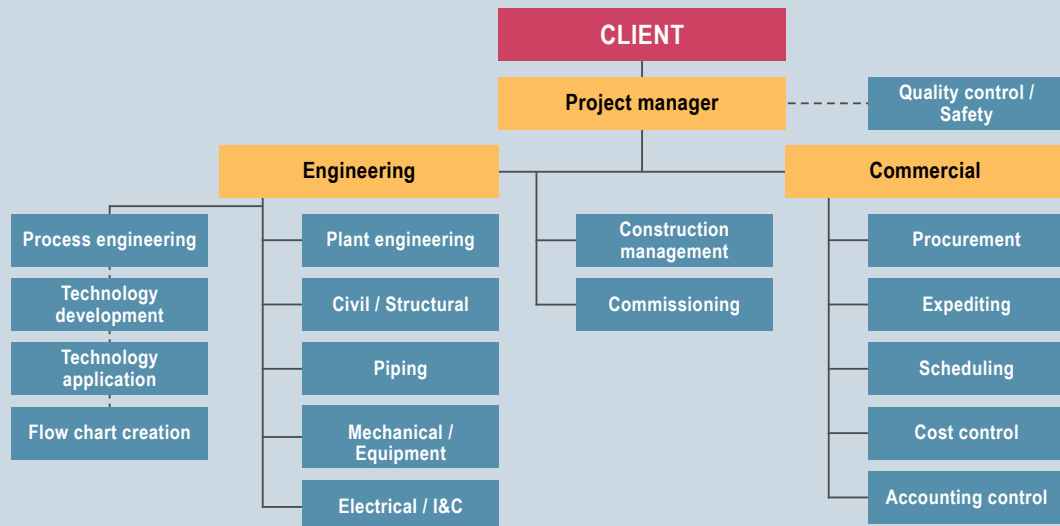 CLIENT
Project manager
Quality control /
Safety
Engineering
Commercial
Process engineering
Technology
development
Technology
application
Flow chart creation
Plant engineering
Civil / Structural
Piping
Mechanical /
Equipment
Electrical / I&C
Construction
management
Commissioning
Procurement
Expediting
Scheduling
Cost control
Accounting control